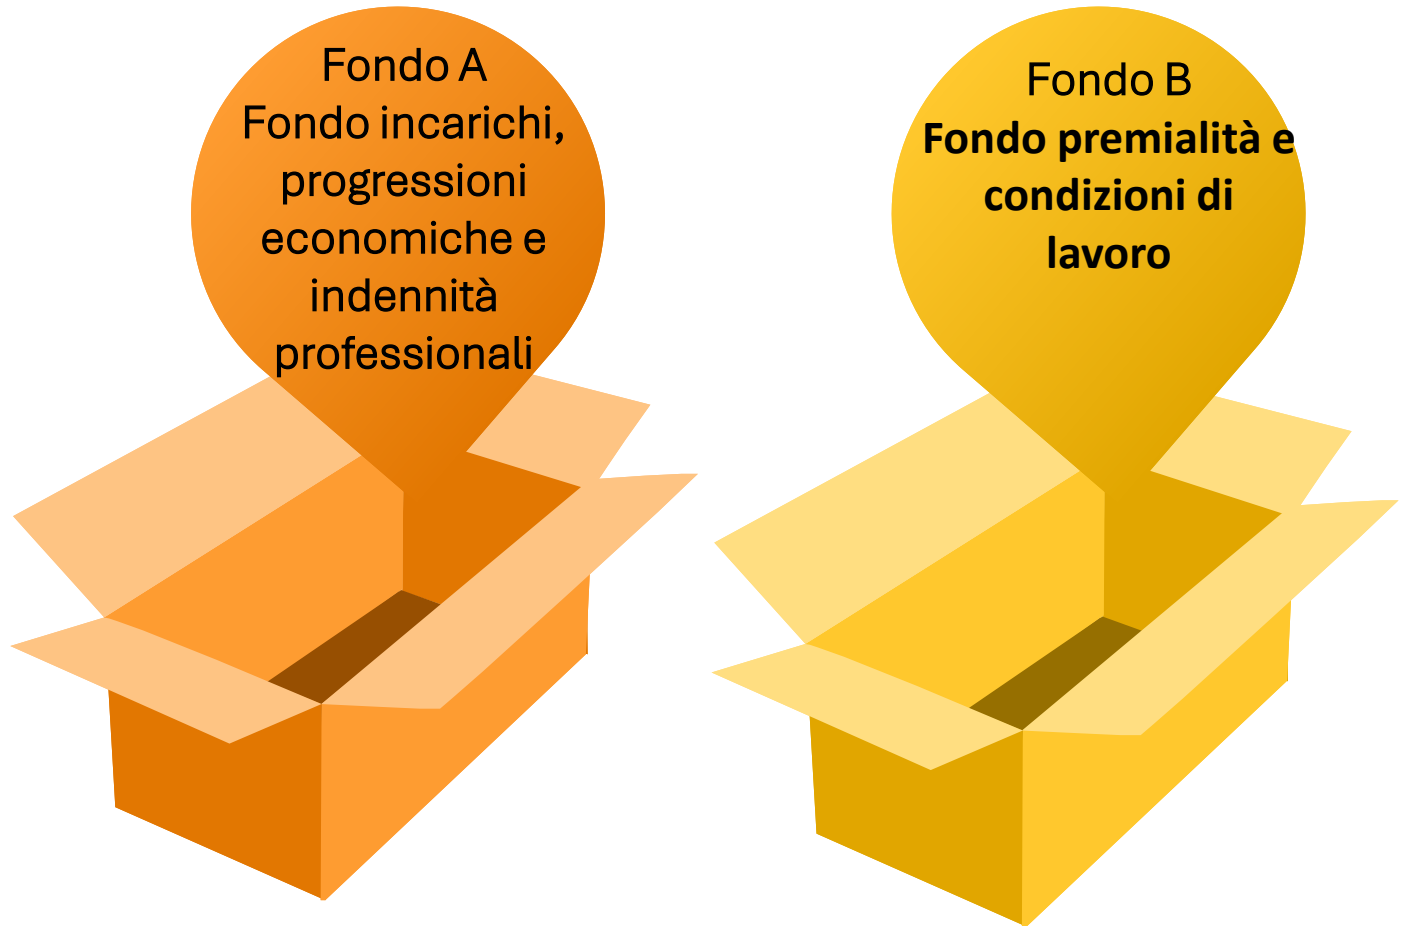 Fondo A
Fondo incarichi,
progressioni
economiche e
indennità
professionali
Fondo B
Fondo premialità e
condizioni di
lavoro